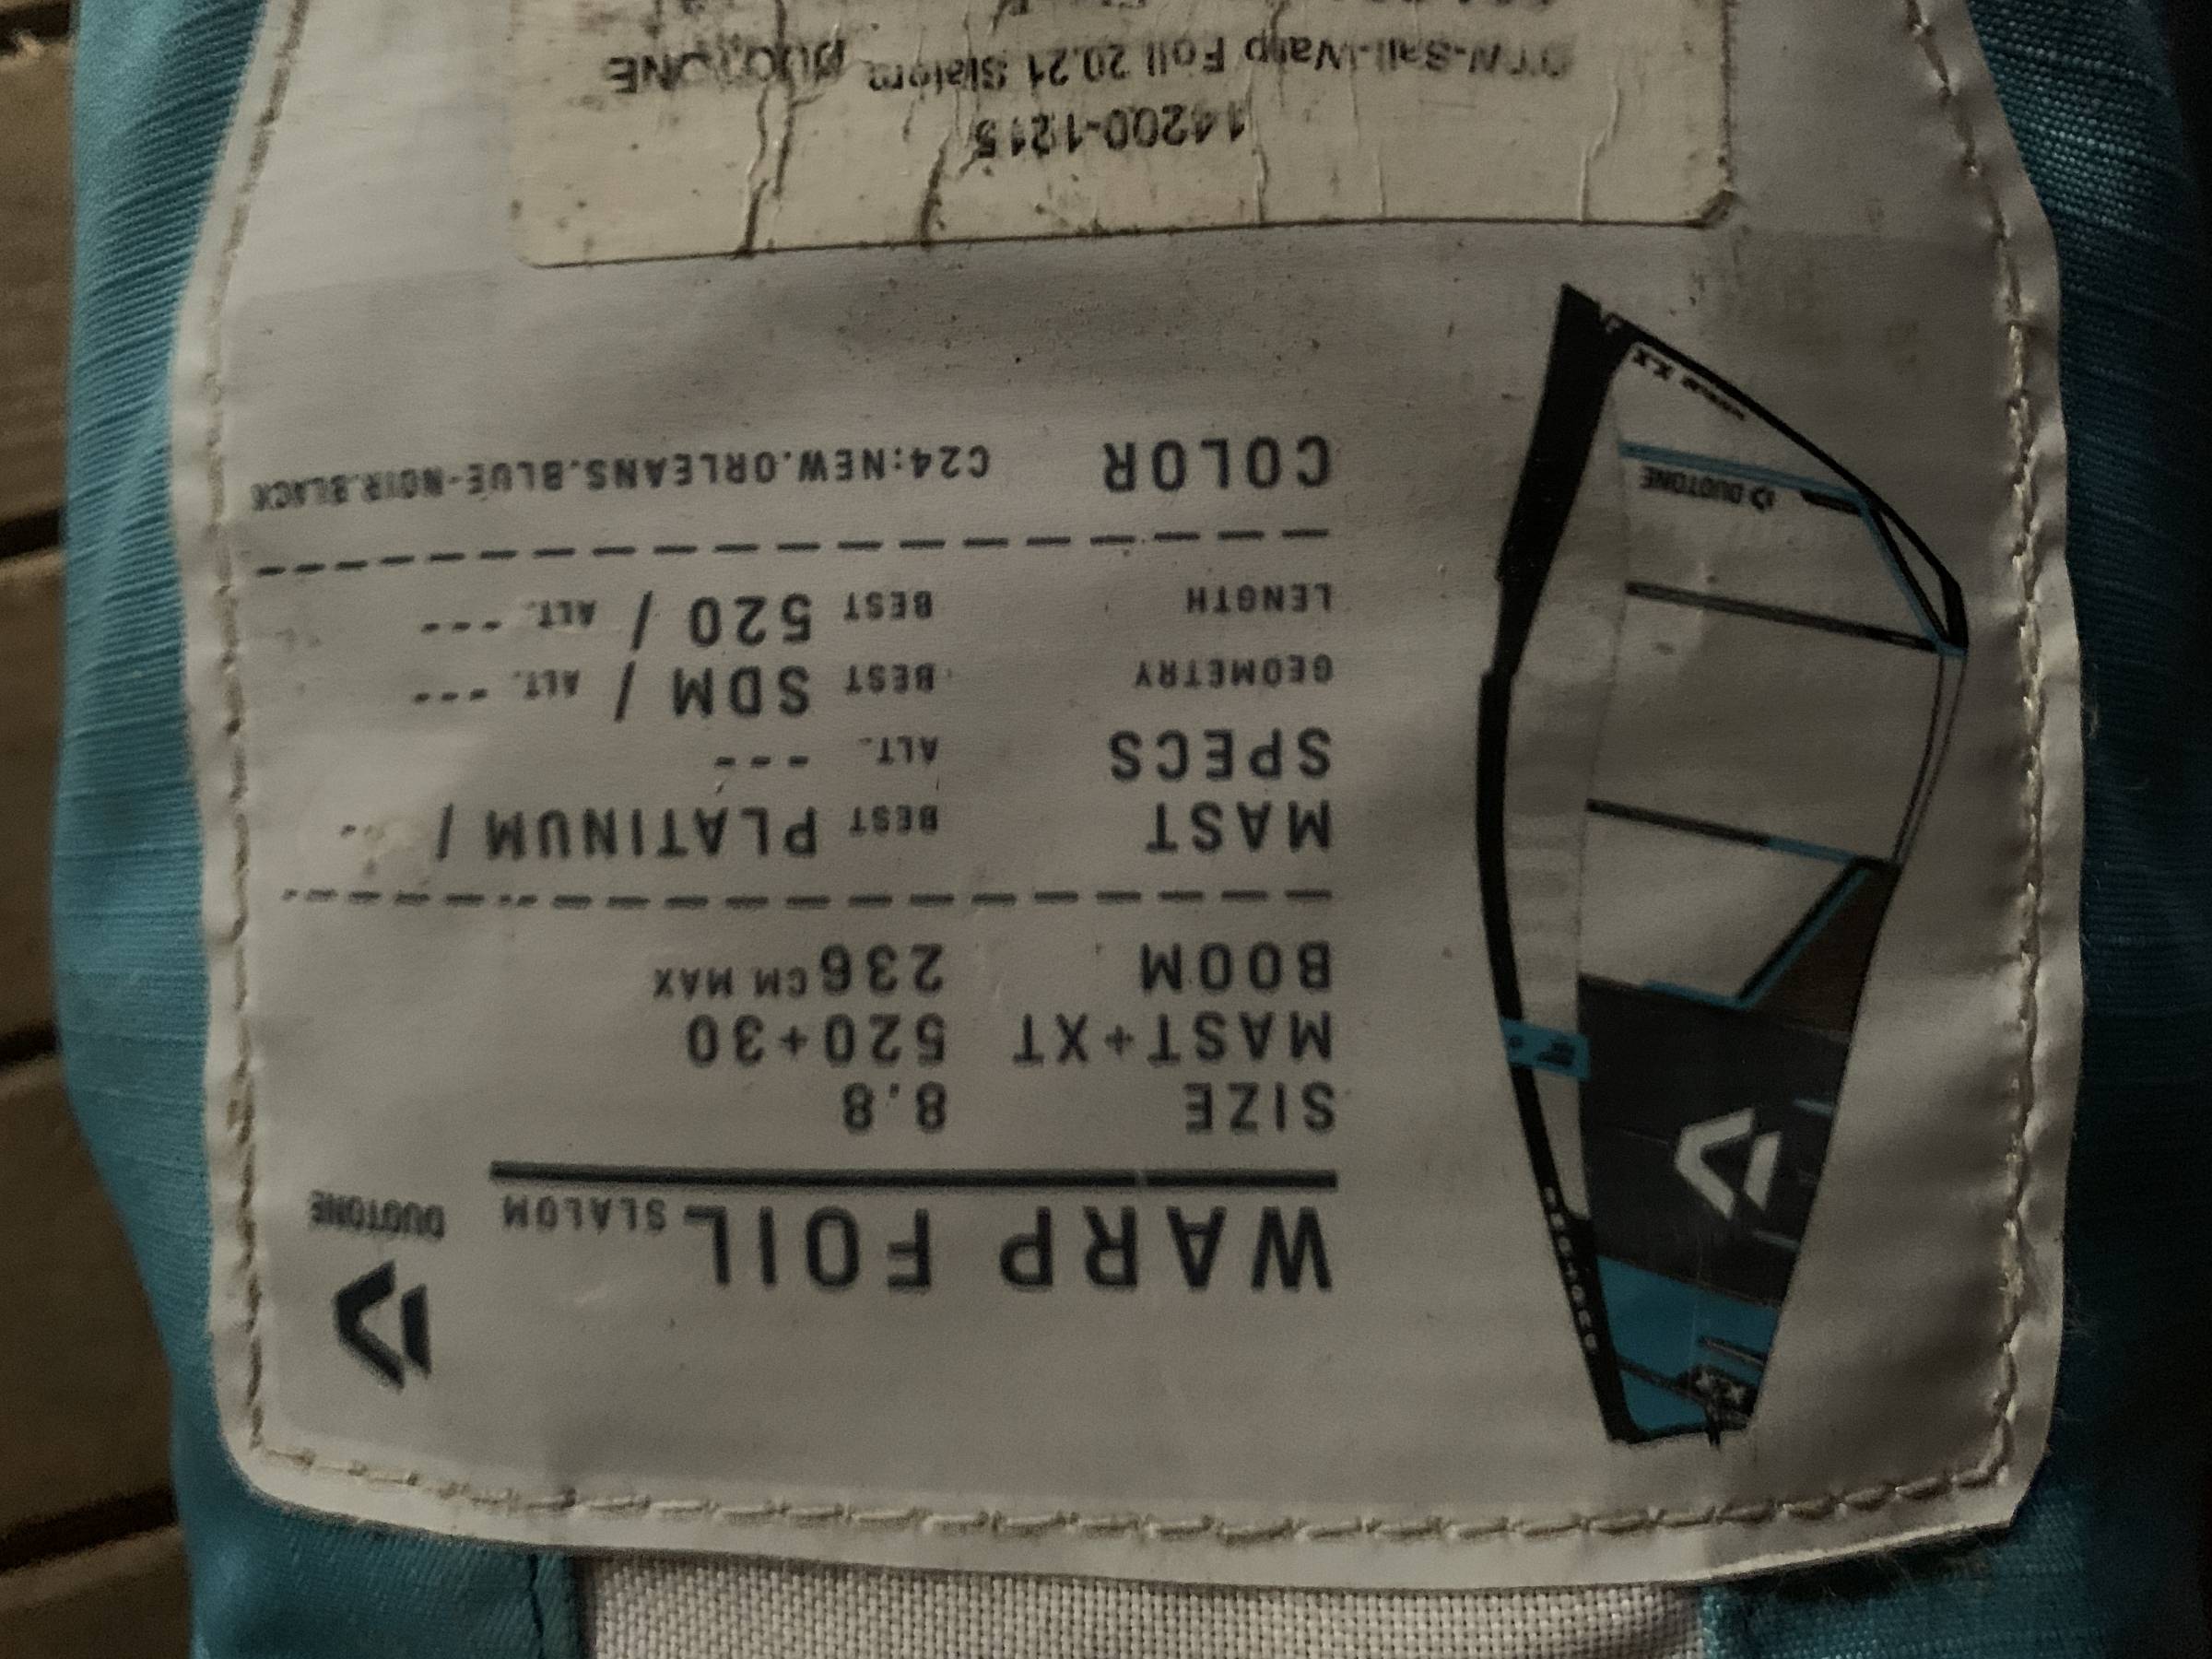 DUOTONE
WARP FOIL SLALOM
SIZE 8.8
MAST+XT 520+30
BOOM 236 CM MAX
MAST BEST PLATINUM / --
SPECS ALT. ---
GEOMETRY BEST SDM / ALT. ---
LENGTH BEST 520 / ALT. ---
COLOR C24:NEW.ORLEANS.BLUE-NOIR.BLACK
DUOTONE
14200-1215
DTW-Sail-Warp Foil 20.21 Slalom DUOTONE